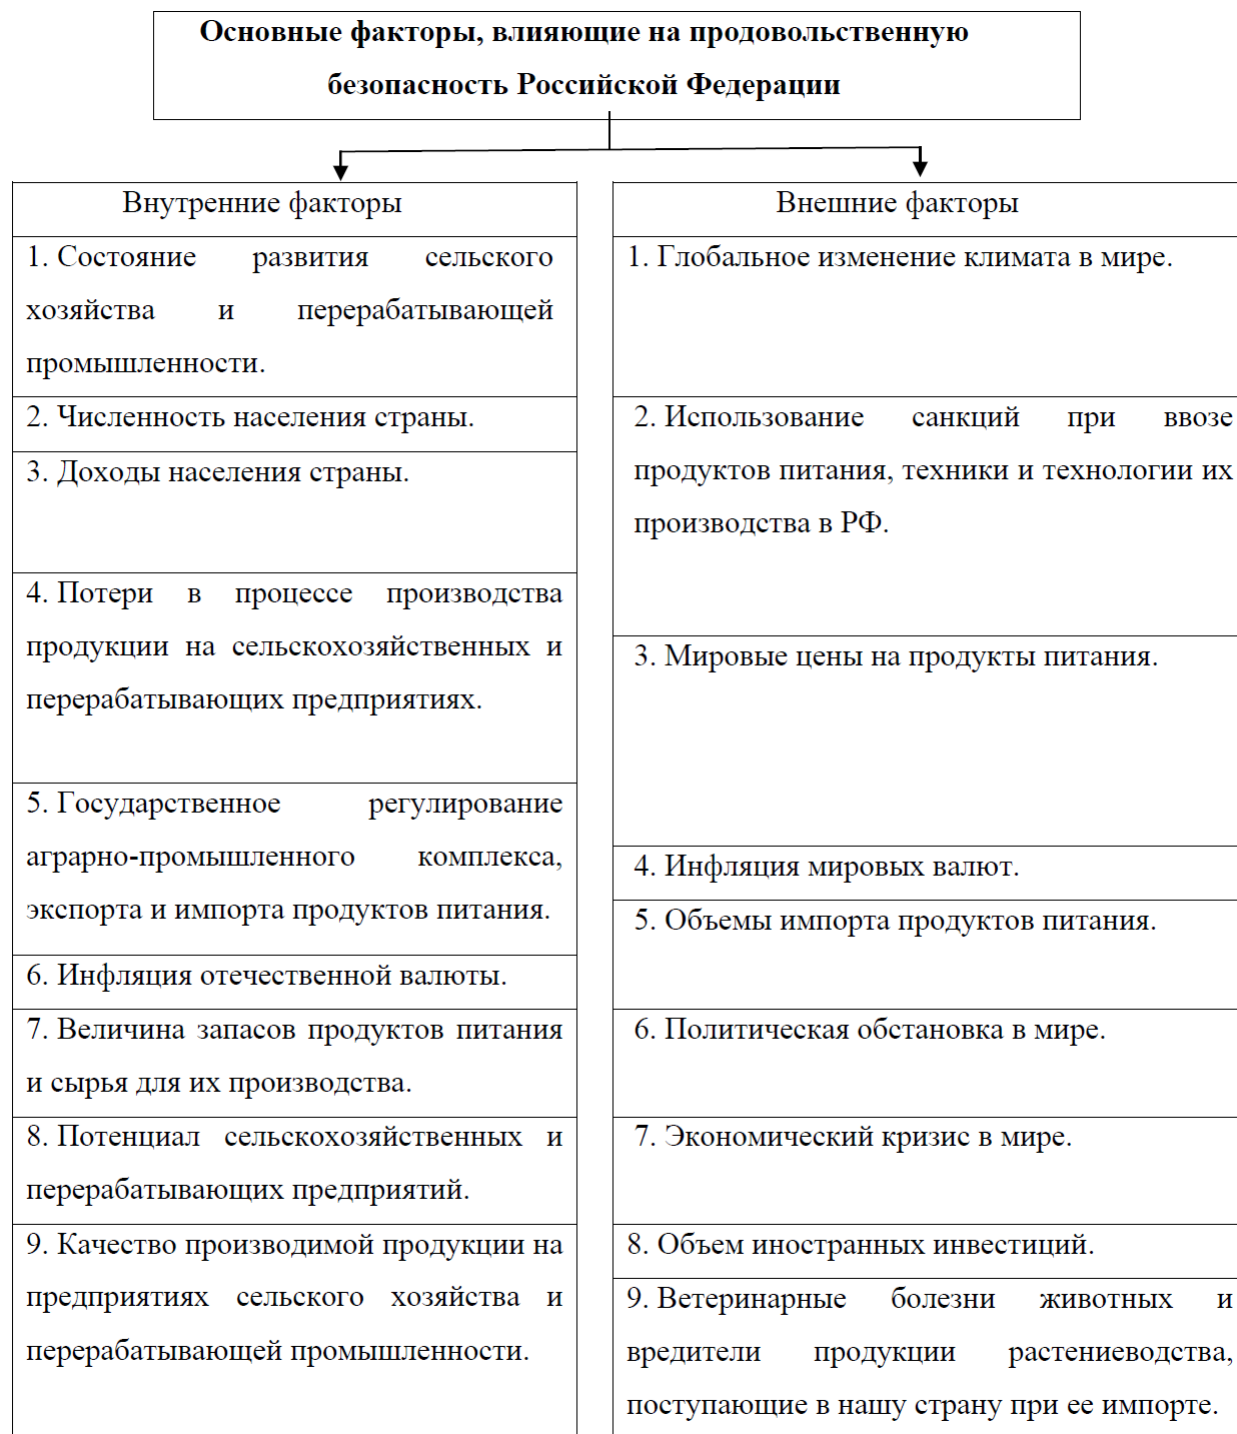 Основные факторы, влияющие на продовольственную
безопасность Российской Федерации
Внутренние факторы
1. Состояние развития сельского
хозяйства и перерабатывающей
промышленности.
2. Численность населения страны.
3. Доходы населения страны.
4. Потери в процессе производства
продукции на сельскохозяйственных и
перерабатывающих предприятиях.
5. Государственное регулирование
аграрно-промышленного комплекса,
экспорта и импорта продуктов питания.
6. Инфляция отечественной валюты.
7. Величина запасов продуктов питания
и сырья для их производства.
8. Потенциал сельскохозяйственных и
перерабатывающих предприятий.
9. Качество производимой продукции на
предприятиях сельского хозяйства и
перерабатывающей промышленности.
Внешние факторы
1. Глобальное изменение климата в мире.
2. Использование санкций при ввозе
продуктов питания, техники и технологии их
производства в РФ.
3. Мировые цены на продукты питания.
4. Инфляция мировых валют.
5. Объемы импорта продуктов питания.
6. Политическая обстановка в мире.
7. Экономический кризис в мире.
8. Объем иностранных инвестиций.
9. Ветеринарные болезни животных и
вредители продукции растениеводства,
поступающие в нашу страну при ее импорте.